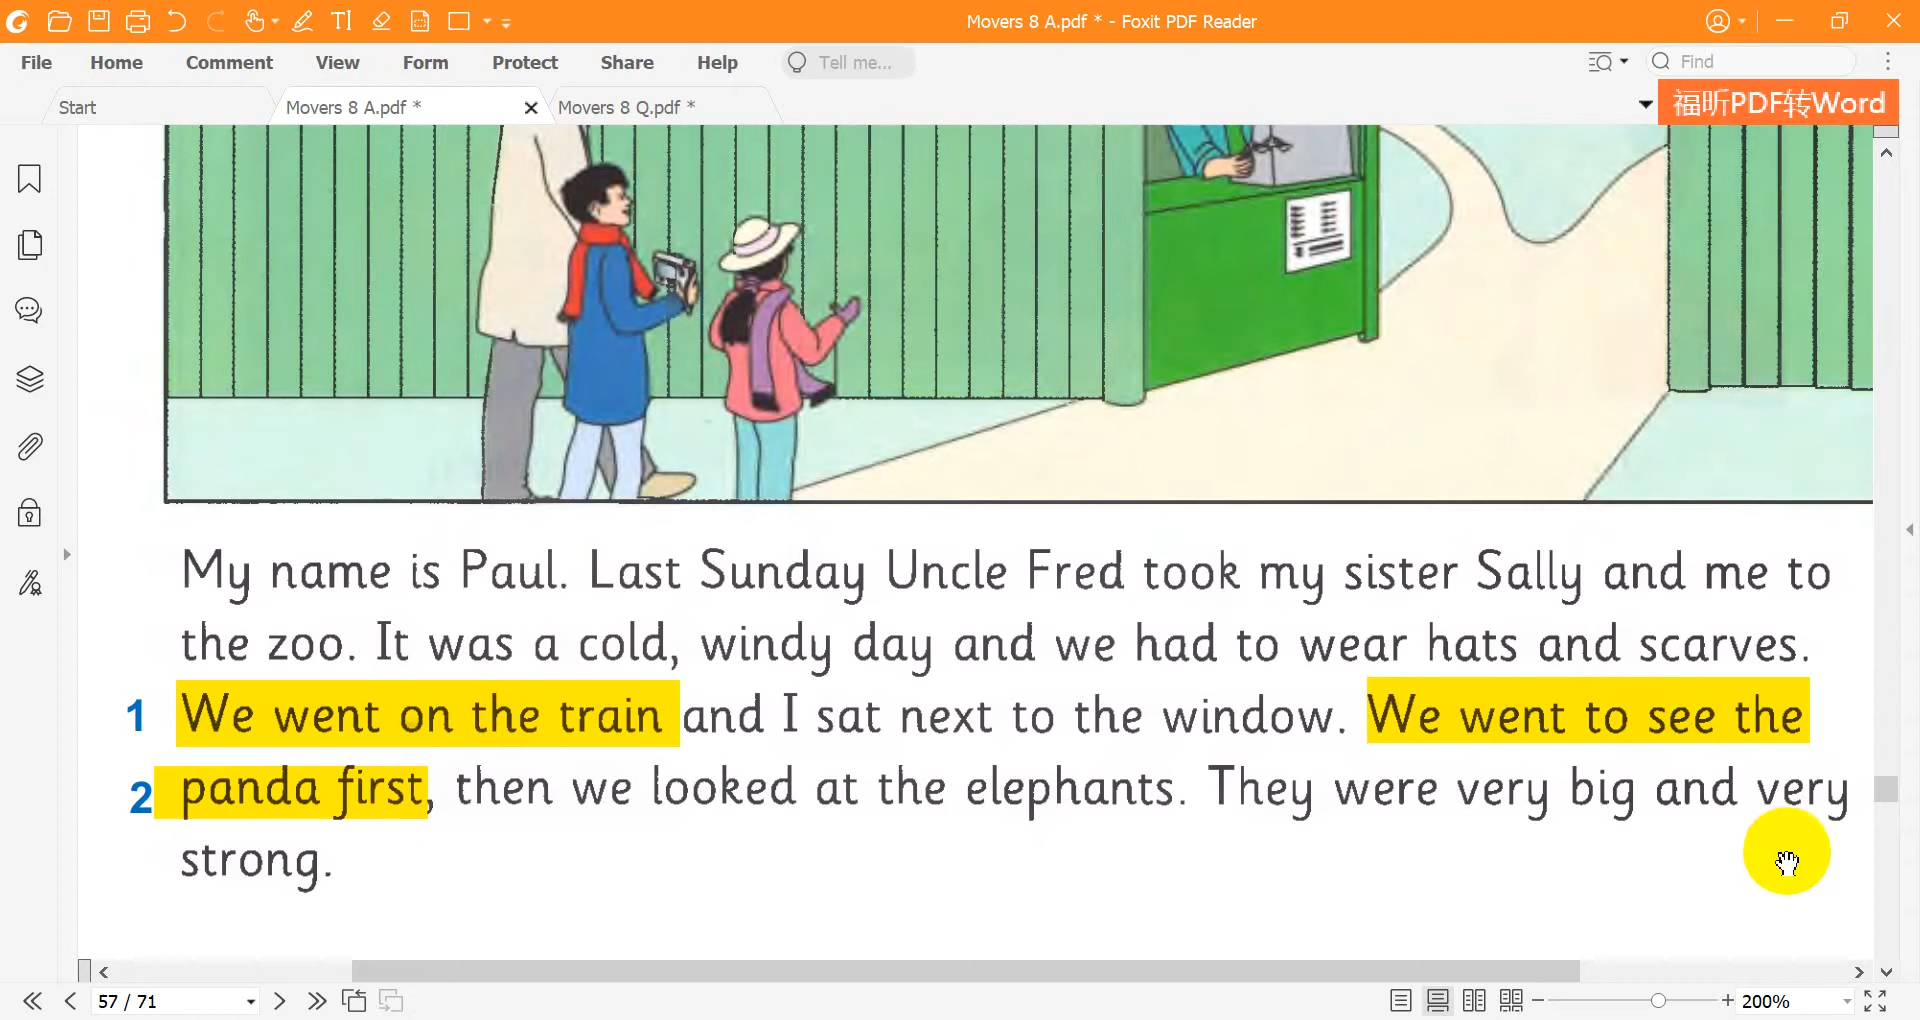 Movers 8 A.pdf * - Foxit PDF Reader
File Home Comment View Form Protect Share Help Tell me... Find
Start Movers 8 A.pdf * Movers 8 Q.pdf * 福昕PDF转Word
My name is Paul. Last Sunday Uncle Fred took my sister Sally and me to
the zoo. It was a cold, windy day and we had to wear hats and scarves.
1 We went on the train and I sat next to the window. We went to see the
2 panda first, then we looked at the elephants. They were very big and very
strong.
57 / 71 200%